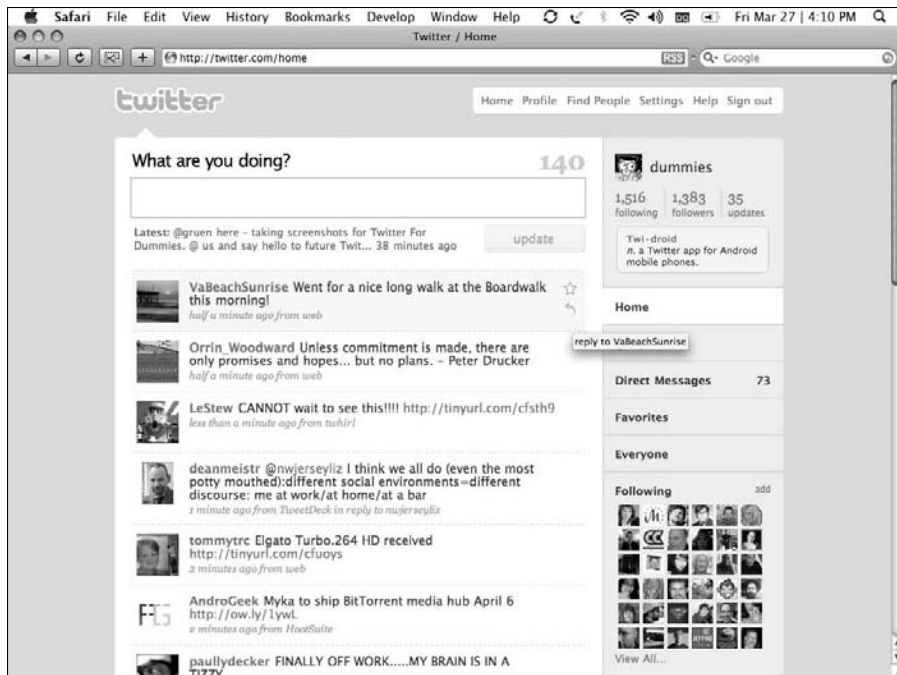 Safari File Edit View History Bookmarks Develop Window Help Fri Mar 27 | 4:10 PM
Twitter / Home
http://twitter.com/home RSS Google
twitter
Home Profile Find People Settings Help Sign out
What are you doing? 140
Latest: @gruen here - taking screenshots for Twitter For
Dummies. @ us and say hello to future Twit... 38 minutes ago
update
VaBeachSunrise Went for a nice long walk at the Boardwalk
this morning!
half a minute ago from web
reply to VaBeachSunrise
Orrin_Woodward Unless commitment is made, there are
only promises and hopes... but no plans. - Peter Drucker
half a minute ago from web
LeStew CANNOT wait to see this!!!! http://tinyurl.com/cfsth9
less than a minute ago from twhirl
deanmeistr @nwjerseyliz I think we all do (even the most
potty mouthed):different social environments=different
discourse: me at work/at home/at a bar
1 minute ago from TweetDeck in reply to nwjerseyliz
tommytrc Elgato Turbo.264 HD received
http://tinyurl.com/cfuoys
2 minutes ago from web
AndroGeek Myka to ship BitTorrent media hub April 6
http://ow.ly/1ywL
2 minutes ago from HootSuite
paullydecker FINALLY OFF WORK.....MY BRAIN IS IN A
TIZZY
dummies
1,516 1,383 35
following followers updates
Twi-droid
n. a Twitter app for Android
mobile phones.
Home
Direct Messages 73
Favorites
Everyone
Following add
View All...